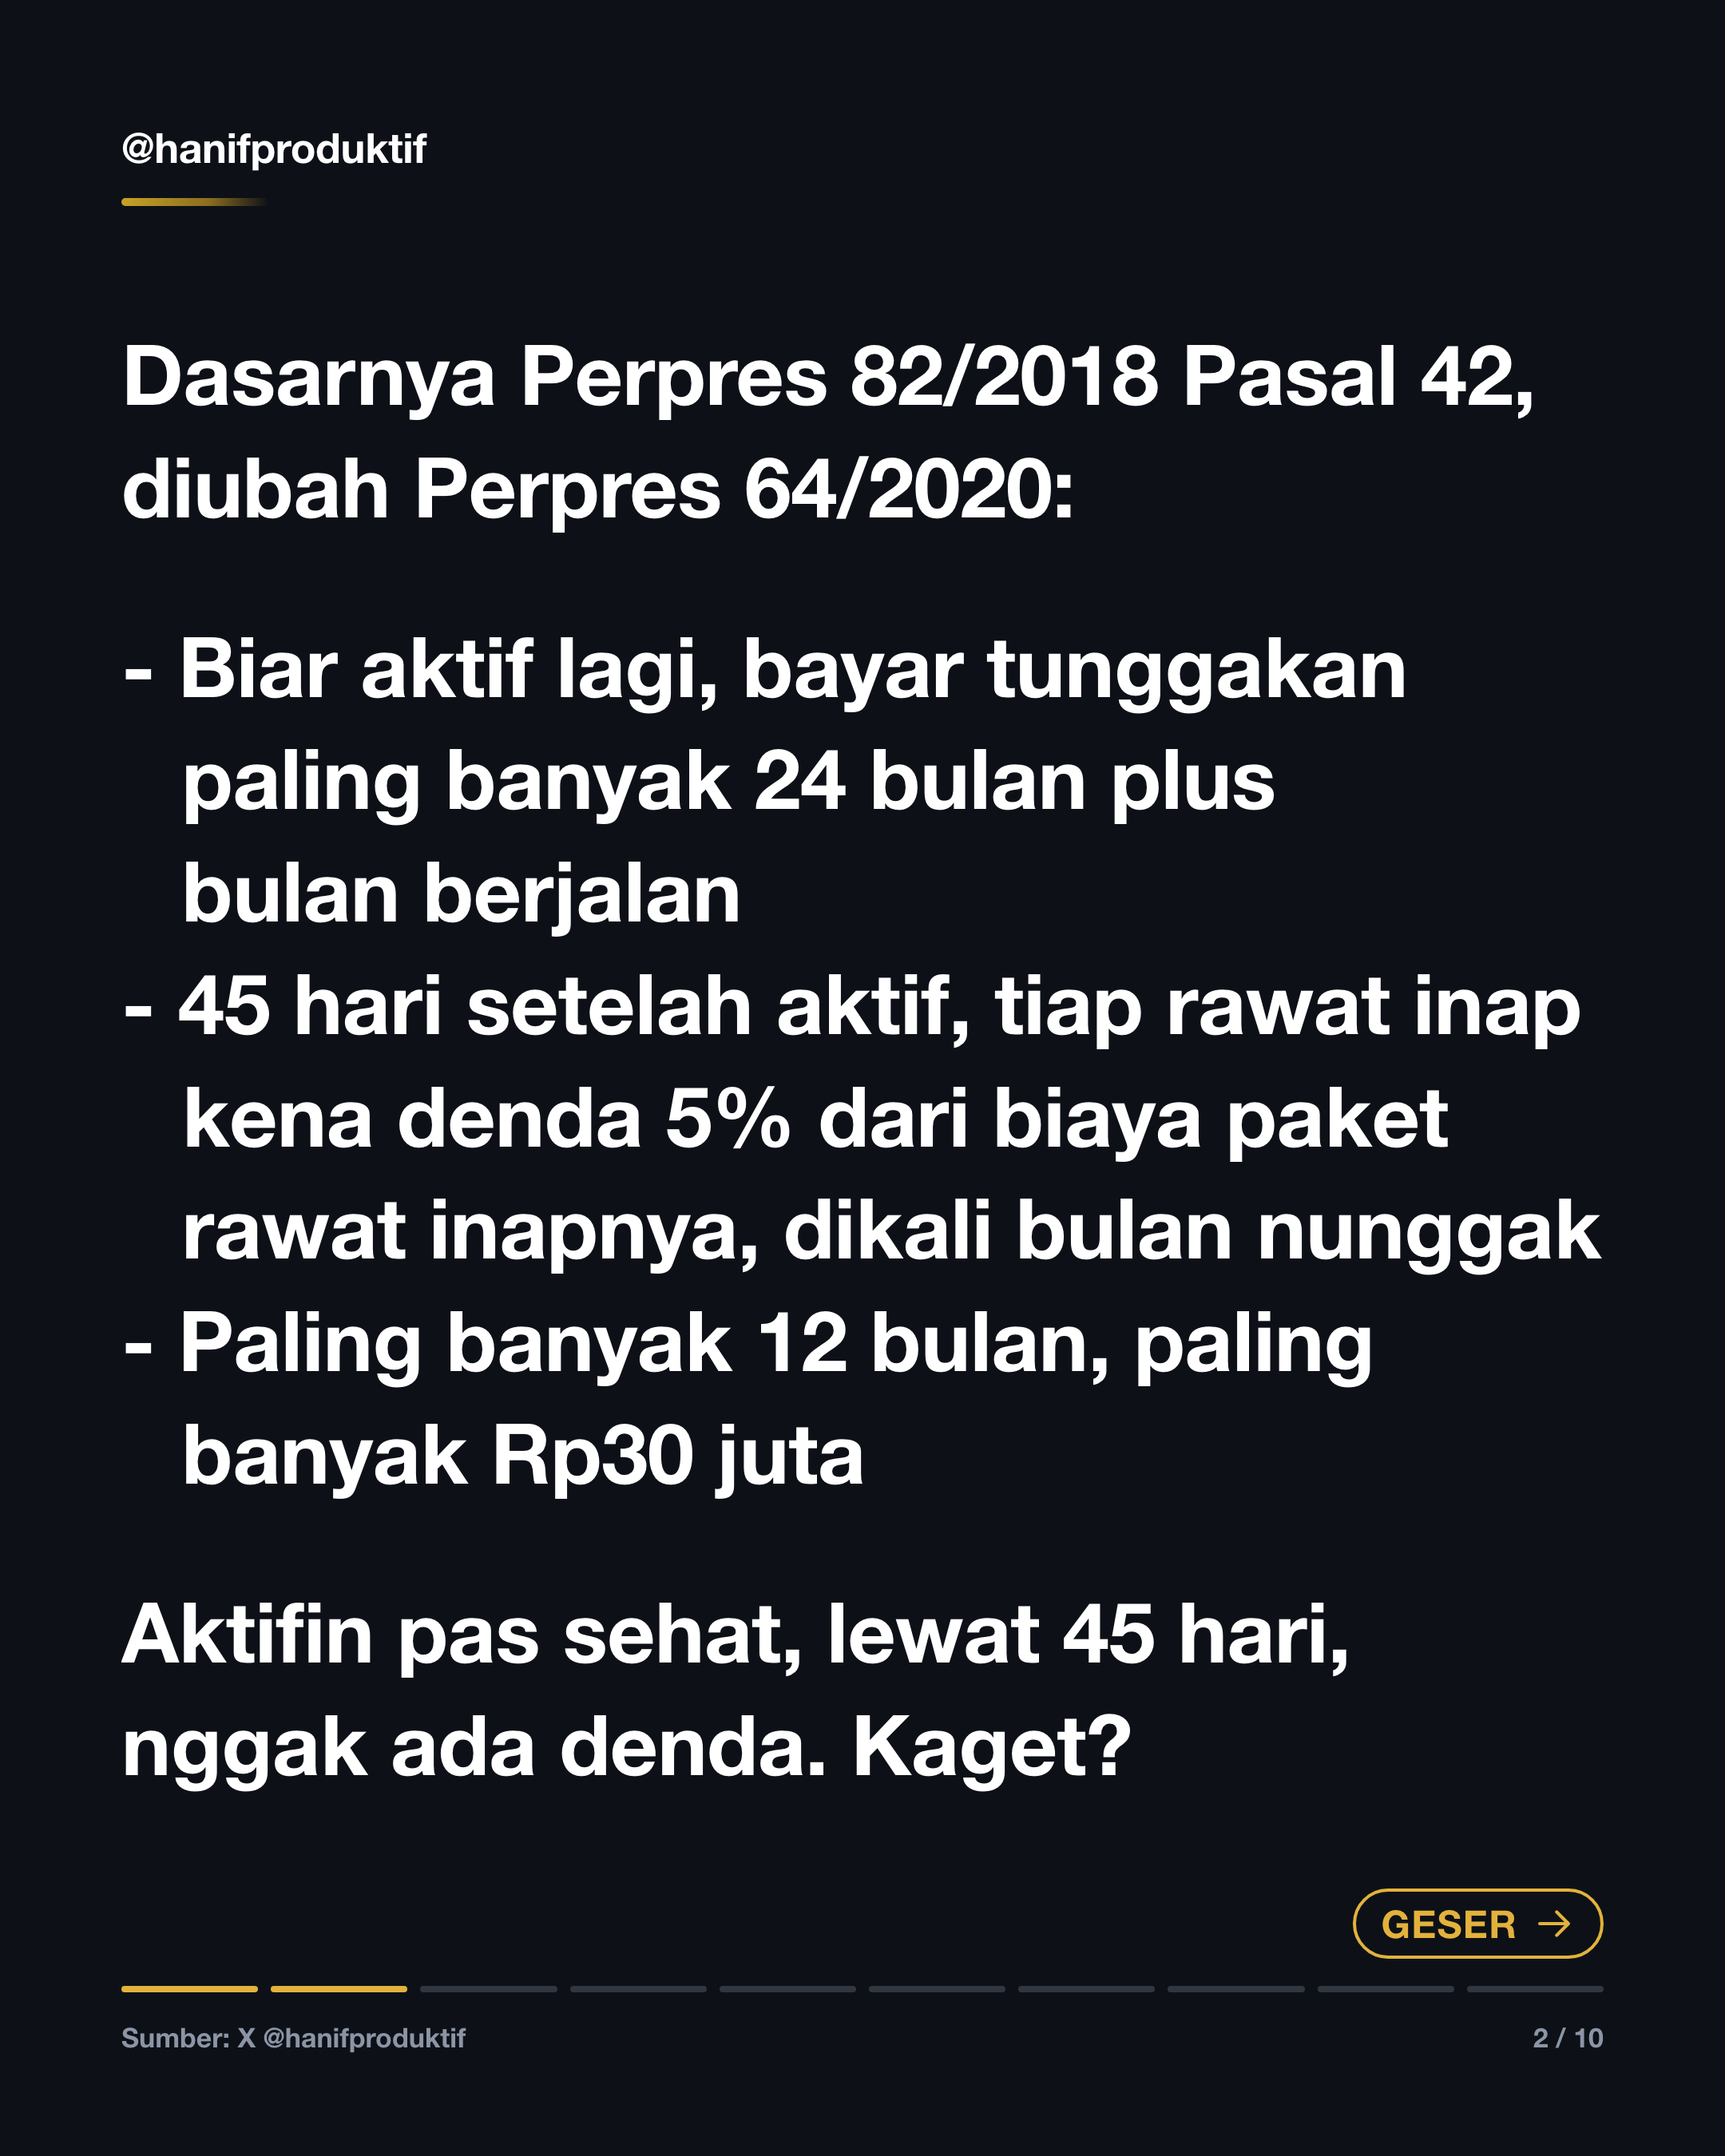 @hanifproduktif
Dasarnya Perpres 82/2018 Pasal 42,
diubah Perpres 64/2020:
- Biar aktif lagi, bayar tunggakan
paling banyak 24 bulan plus
bulan berjalan
- 45 hari setelah aktif, tiap rawat inap
kena denda 5% dari biaya paket
rawat inapnya, dikali bulan nunggak
- Paling banyak 12 bulan, paling
banyak Rp30 juta
Aktifin pas sehat, lewat 45 hari,
nggak ada denda. Kaget?
GESER →
Sumber: X @hanifproduktif
2 / 10